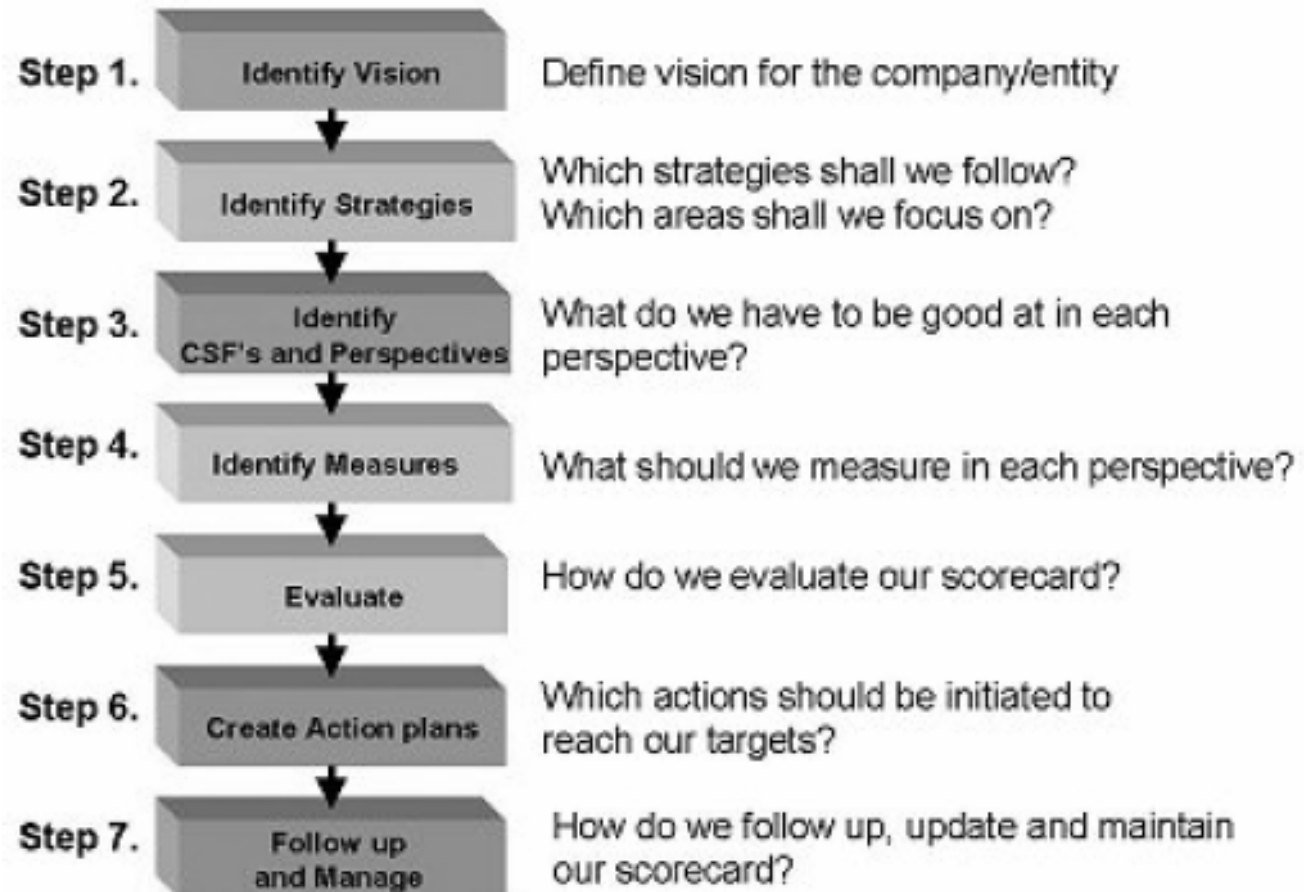 Step 1.
Identify Vision
Define vision for the company/entity
Step 2.
Identify Strategies
Which strategies shall we follow?
Which areas shall we focus on?
Step 3.
Identify
CSF's and Perspectives
What do we have to be good at in each
perspective?
Step 4.
Identify Measures
What should we measure in each perspective?
Step 5.
Evaluate
How do we evaluate our scorecard?
Step 6.
Create Action plans
Which actions should be initiated to
reach our targets?
Step 7.
Follow up
and Manage
How do we follow up, update and maintain
our scorecard?